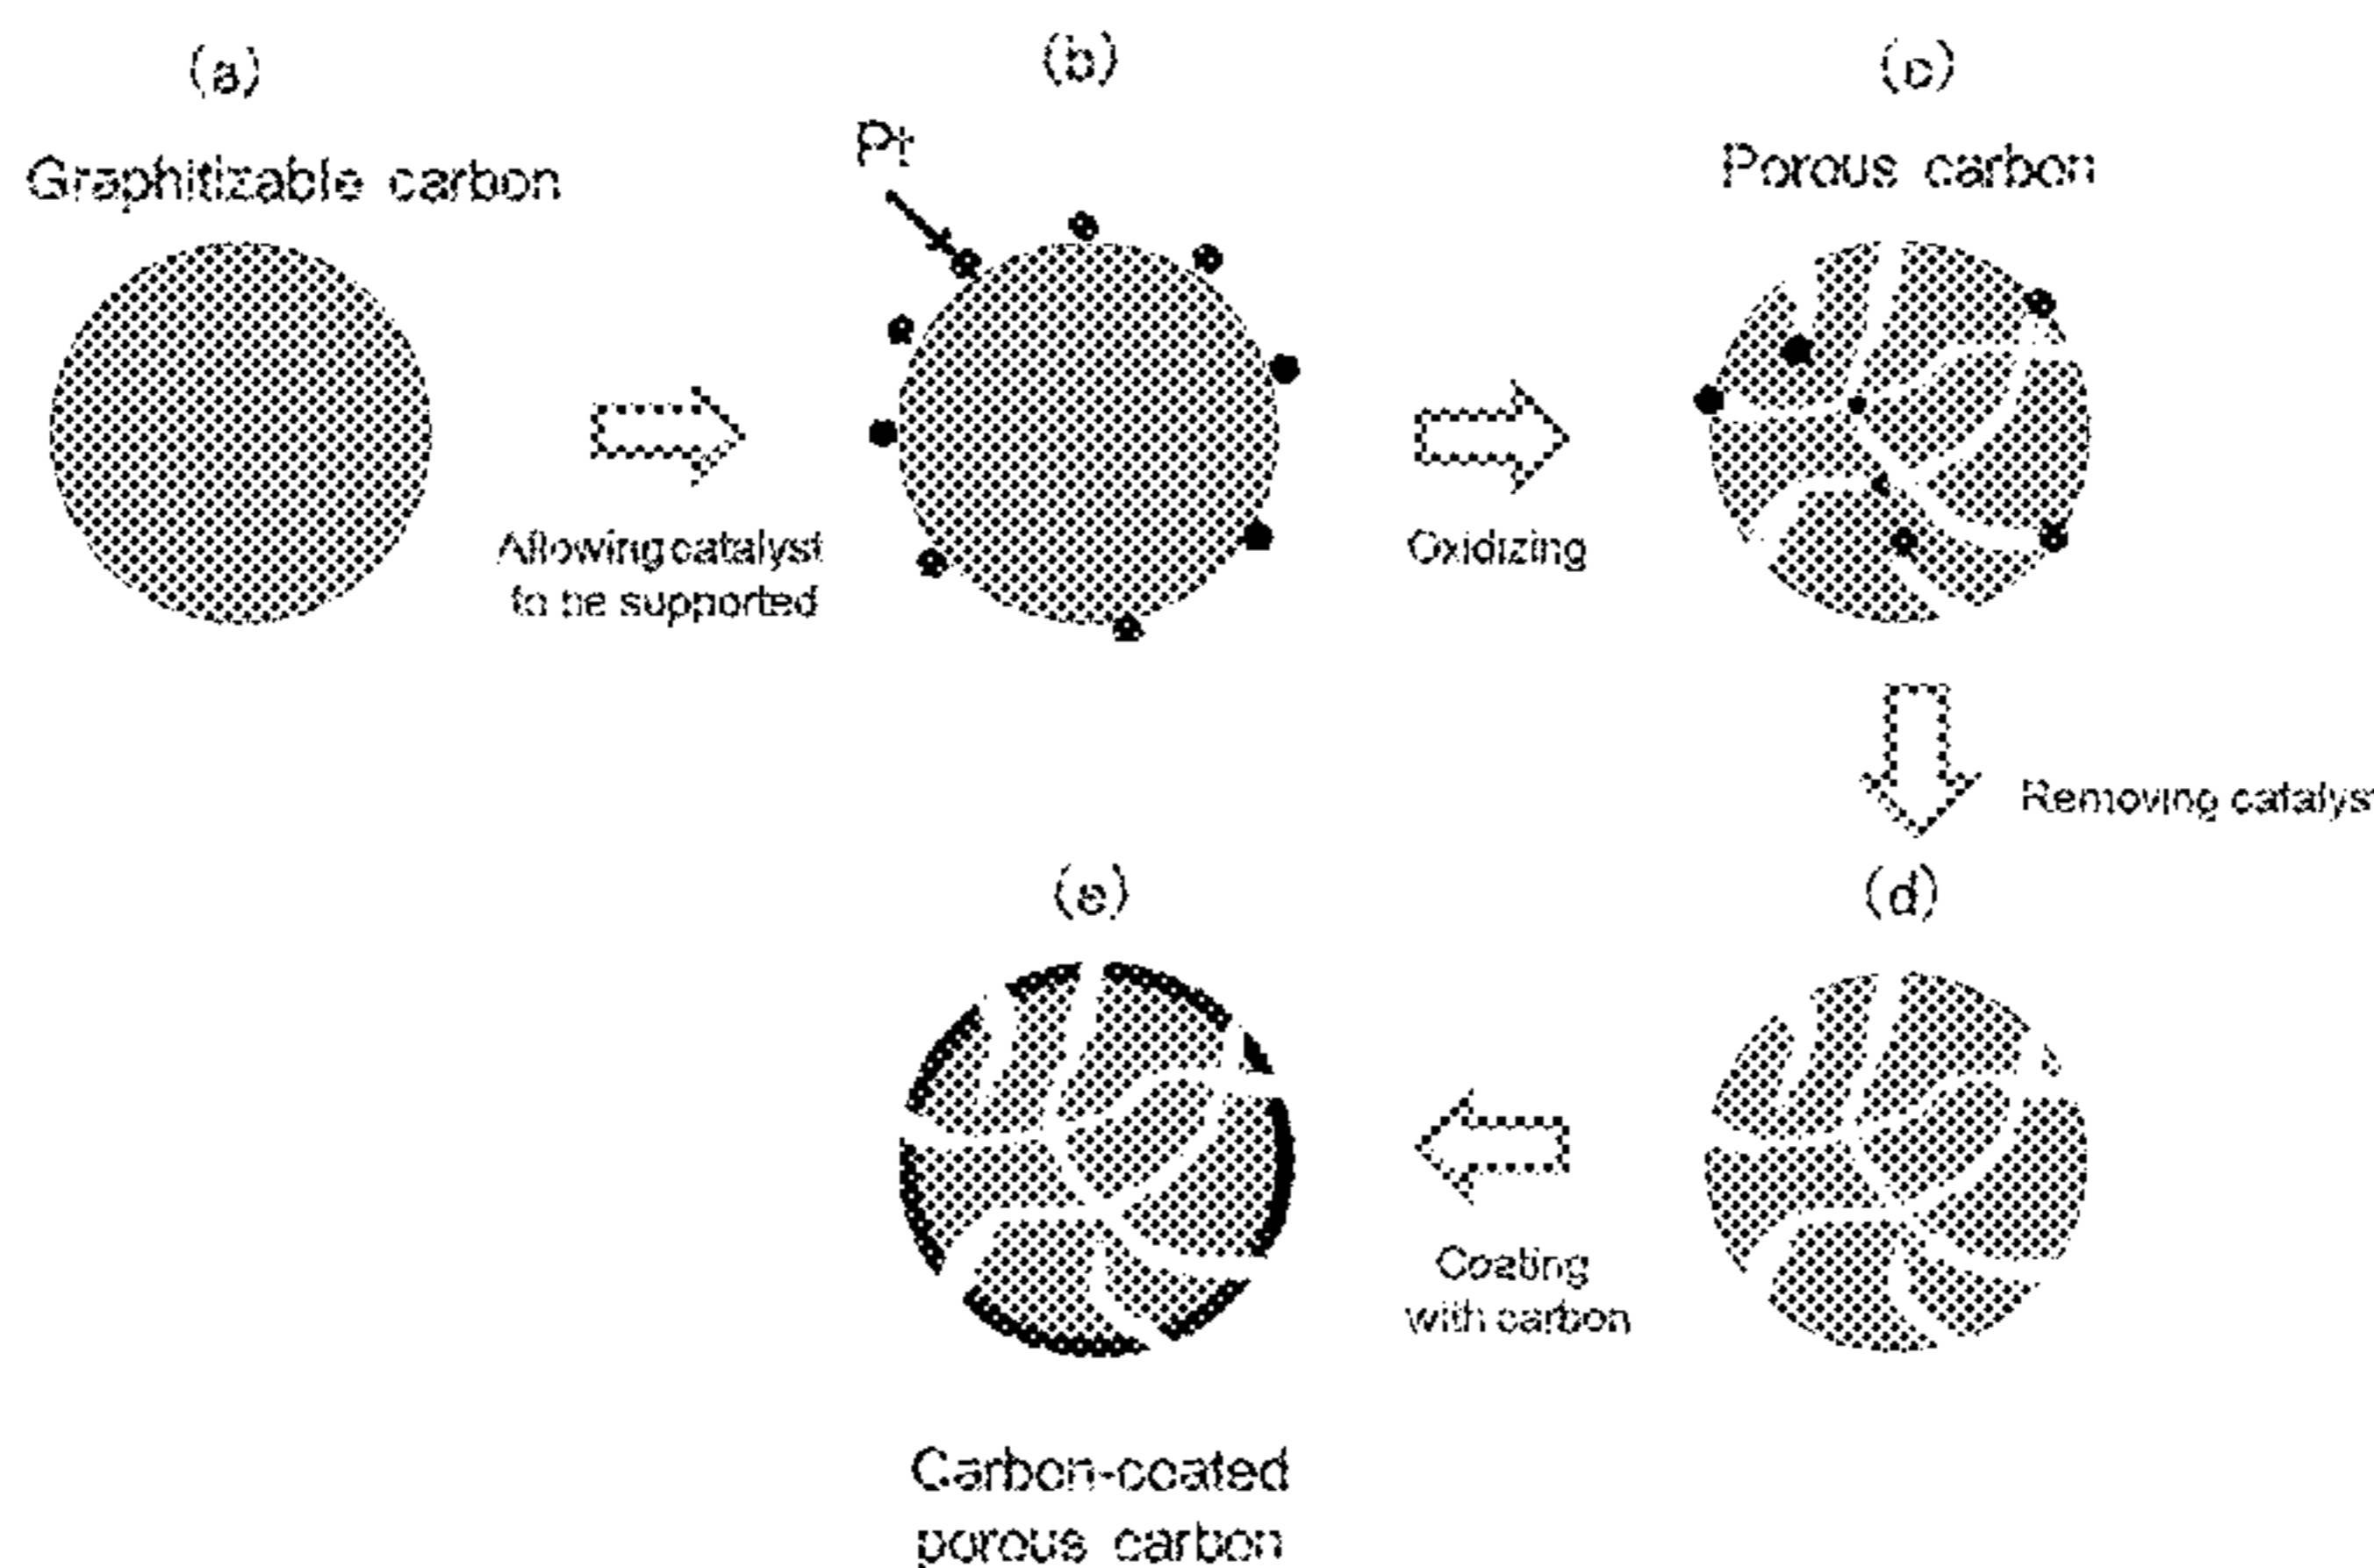 (a)
Graphitizable carbon
(b)
Pt
(c)
Porous carbon
Allowing catalyst
to be supported
Oxidizing
Removing catalyst
(d)
(e)
Coating
with carbon
Carbon-coated
porous carbon